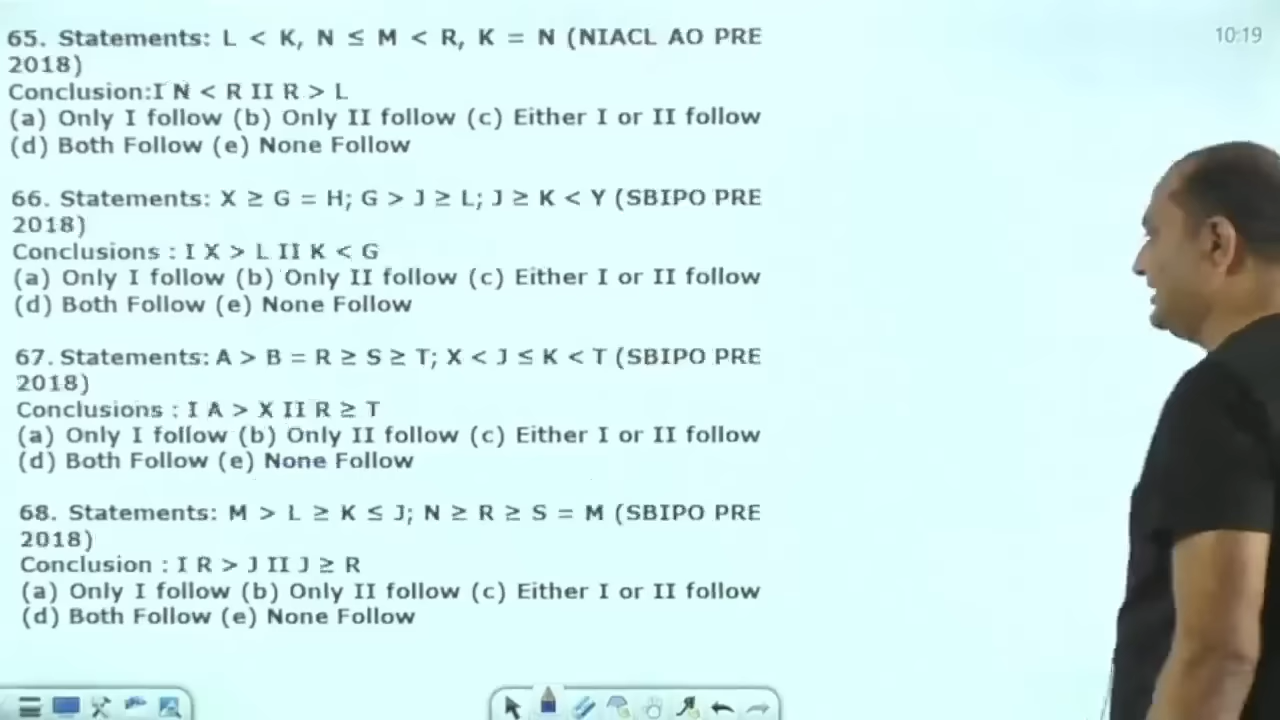 65. Statements: L < K, N ≤ M < R, K = N (NIACL AO PRE
2018)
Conclusion:I N < R II R > L
(a) Only I follow (b) Only II follow (c) Either I or II follow
(d) Both Follow (e) None Follow
66. Statements: X ≥ G = H; G > J ≥ L; J ≥ K < Y (SBIPO PRE
2018)
Conclusions : I X > L II K < G
(a) Only I follow (b) Only II follow (c) Either I or II follow
(d) Both Follow (e) None Follow
67. Statements: A > B = R ≥ S ≥ T; X < J ≤ K < T (SBIPO PRE
2018)
Conclusions : I A > X II R ≥ T
(a) Only I follow (b) Only II follow (c) Either I or II follow
(d) Both Follow (e) None Follow
68. Statements: M > L ≥ K ≤ J; N ≥ R ≥ S = M (SBIPO PRE
2018)
Conclusion : I R > J II J ≥ R
(a) Only I follow (b) Only II follow (c) Either I or II follow
(d) Both Follow (e) None Follow
10:19